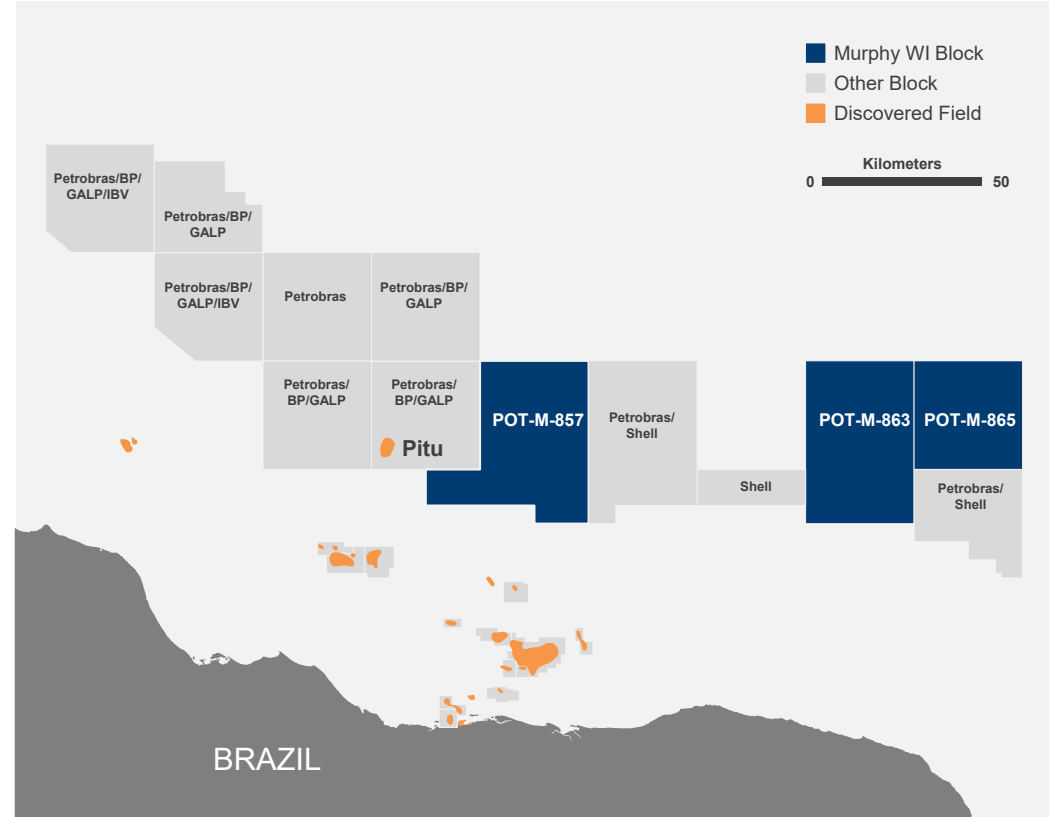 Murphy WI Block
Other Block
Discovered Field
Kilometers
0 50
Petrobras/BP/
GALP/IBV
Petrobras/BP/
GALP
Petrobras/BP/
GALP/IBV
Petrobras
Petrobras/BP/
GALP
Petrobras/
BP/GALP
Petrobras/
BP/GALP
Pitu
POT-M-857
Petrobras/
Shell
Shell
POT-M-863
POT-M-865
Petrobras/
Shell
BRAZIL